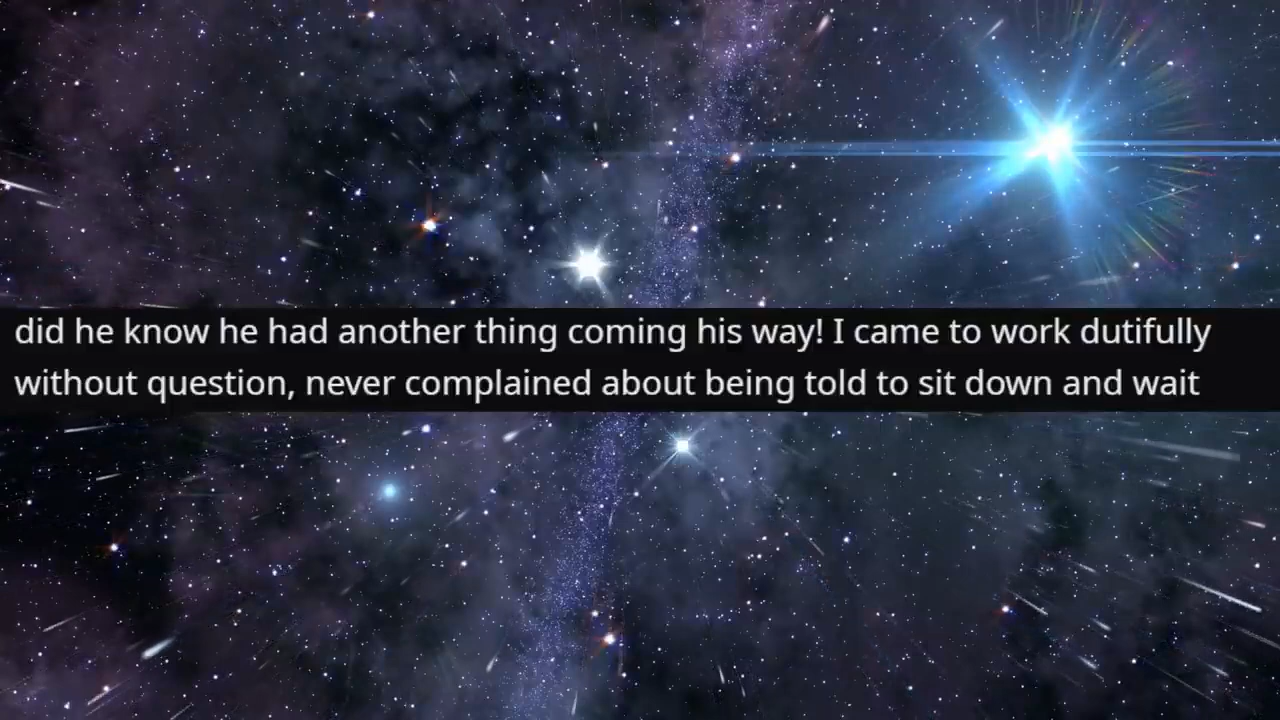 did he know he had another thing coming his way! I came to work dutifully
without question, never complained about being told to sit down and wait